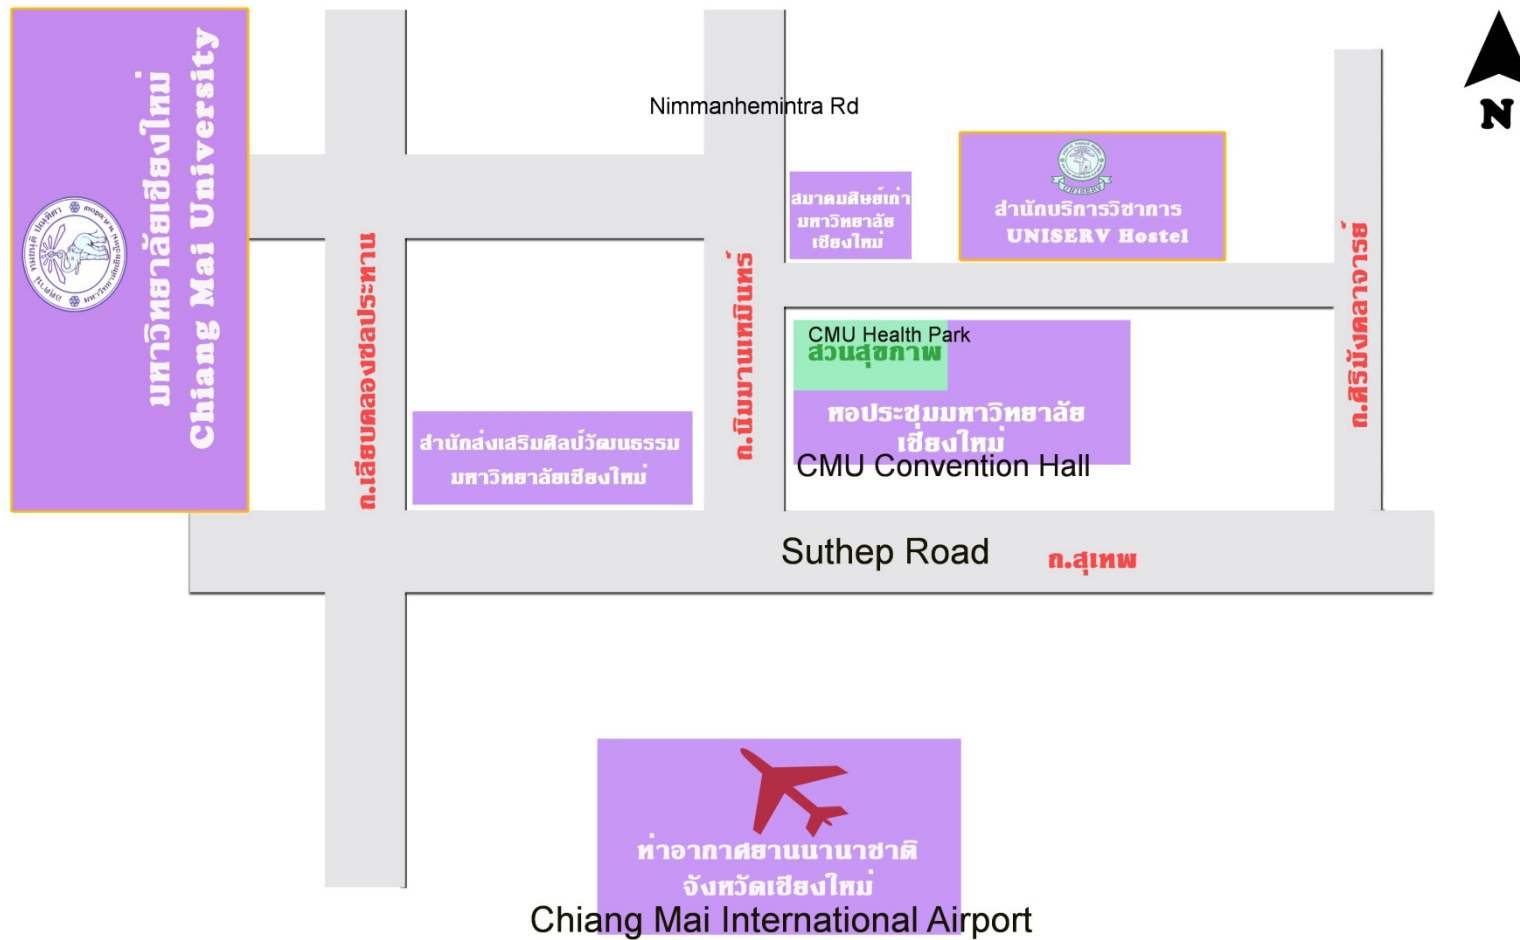 มหาวิทยาลัยเชียงใหม่
Chiang Mai University
Nimmanhemintra Rd
N
สมาคมศิษย์เก่า
มหาวิทยาลัย
เชียงใหม่
UNISERV
สำนักบริการวิชาการ
UNISERV Hostel
ถ.เลียบคลองชลประทาน
ถ.นิมมานเหมินทร์
ถ.ศิริมังคลาจารย์
CMU Health Park
สวนสุขภาพ
หอประชุมมหาวิทยาลัย
เชียงใหม่
CMU Convention Hall
สำนักส่งเสริมศิลปวัฒนธรรม
มหาวิทยาลัยเชียงใหม่
Suthep Road
ถ.สุเทพ
ท่าอากาศยานนานาชาติ
จังหวัดเชียงใหม่
Chiang Mai International Airport